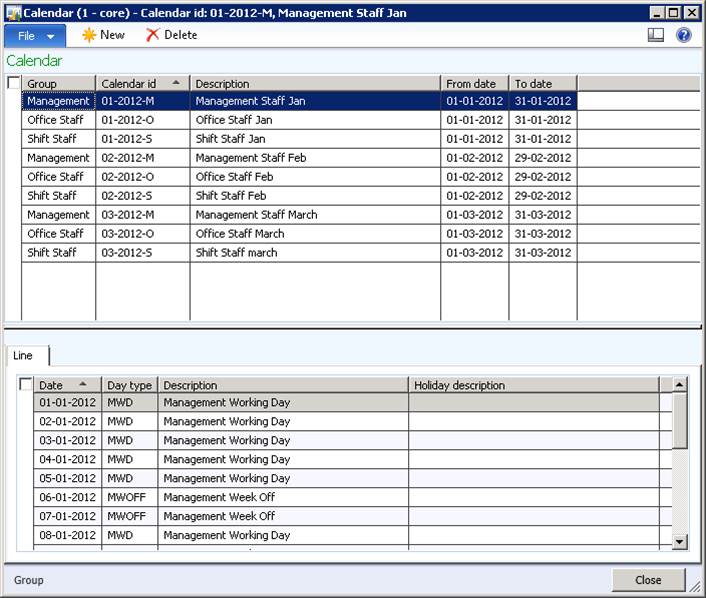 Calendar (1 - core) - Calendar id: 01-2012-M, Management Staff Jan
File New Delete
Calendar
Group Calendar id Description From date To date
Management 01-2012-M Management Staff Jan 01-01-2012 31-01-2012
Office Staff 01-2012-O Office Staff Jan 01-01-2012 31-01-2012
Shift Staff 01-2012-S Shift Staff Jan 01-01-2012 31-01-2012
Management 02-2012-M Management Staff Feb 01-02-2012 29-02-2012
Office Staff 02-2012-O Office Staff Feb 01-02-2012 29-02-2012
Shift Staff 02-2012-S Shift Staff Feb 01-02-2012 29-02-2012
Management 03-2012-M Management Staff March 01-03-2012 31-03-2012
Office Staff 03-2012-O Office Staff March 01-03-2012 31-03-2012
Shift Staff 03-2012-S Shift Staff march 01-03-2012 31-03-2012
Line
Date Day type Description Holiday description
01-01-2012 MWD Management Working Day
02-01-2012 MWD Management Working Day
03-01-2012 MWD Management Working Day
04-01-2012 MWD Management Working Day
05-01-2012 MWD Management Working Day
06-01-2012 MWOFF Management Week Off
07-01-2012 MWOFF Management Week Off
08-01-2012 MWD Management Working Day
Group Close